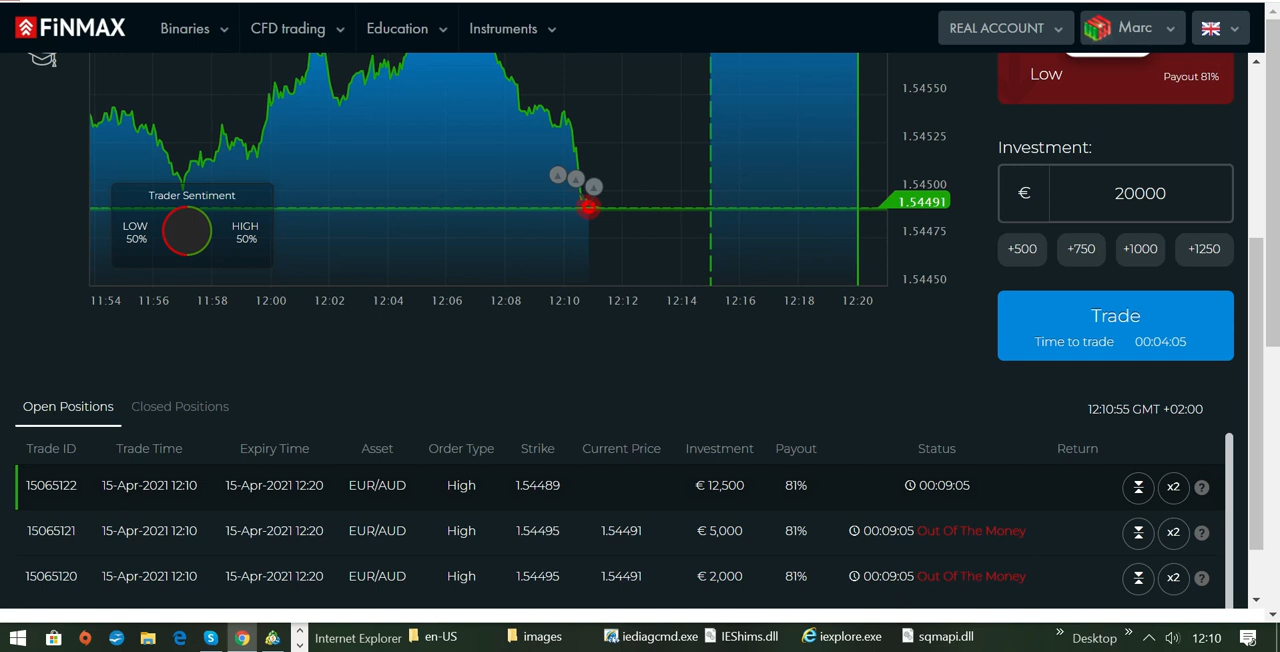 FiNMAX Binaries CFD trading Education Instruments REAL ACCOUNT Marc
Low Payout 81%
1.54550
1.54525
1.54500
1.54491
1.54475
1.54450
Trader Sentiment
LOW HIGH
50% 50%
11:54 11:56 11:58 12:00 12:02 12:04 12:06 12:08 12:10 12:12 12:14 12:16 12:18 12:20
Investment:
€ 20000
+500 +750 +1000 +1250
Trade
Time to trade 00:04:05
Open Positions Closed Positions 12:10:55 GMT +02:00
Trade ID Trade Time Expiry Time Asset Order Type Strike Current Price Investment Payout Status Return
15065122 15-Apr-2021 12:10 15-Apr-2021 12:20 EUR/AUD High 1.54489 € 12,500 81% 00:09:05 x2 ?
15065121 15-Apr-2021 12:10 15-Apr-2021 12:20 EUR/AUD High 1.54495 1.54491 € 5,000 81% 00:09:05 Out Of The Money x2 ?
15065120 15-Apr-2021 12:10 15-Apr-2021 12:20 EUR/AUD High 1.54495 1.54491 € 2,000 81% 00:09:05 Out Of The Money x2 ?
Internet Explorer en-US images iediagcmd.exe IEShims.dll iexplore.exe sqmapi.dll » Desktop » 12:10